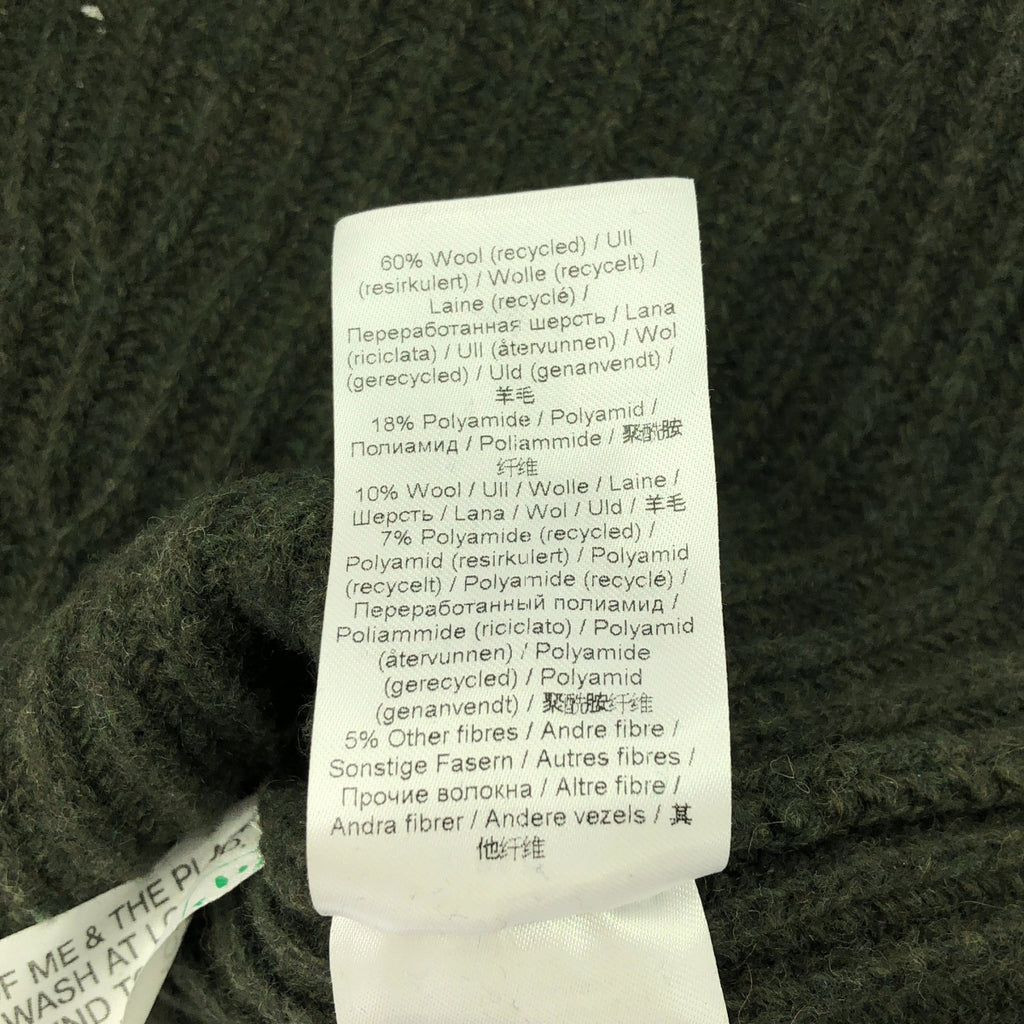 60% Wool (recycled) / Ull
(resirkulert) / Wolle (recycelt) /
Laine (recyclé) /
Переработанная шерсть / Lana
(riciclata) / Ull (återvunnen) / Wol
(gerecycled) / Uld (genanvendt) /
羊毛
18% Polyamide / Polyamid /
Полиамид / Poliammide / 聚酰胺
纤维
10% Wool / Ull / Wolle / Laine /
Шерсть / Lana / Wol / Uld / 羊毛
7% Polyamide (recycled) /
Polyamid (resirkulert) / Polyamid
(recycelt) / Polyamide (recyclé) /
Переработанный полиамид /
Poliammide (riciclato) / Polyamid
(återvunnen) / Polyamide
(gerecycled) / Polyamid
(genanvendt) / 聚酰胺纤维
5% Other fibres / Andre fibre /
Sonstige Fasern / Autres fibres /
Прочие волокна / Altre fibre /
Andra fibrer / Andere vezels / 其
他纤维
ME & THE
WASH AT